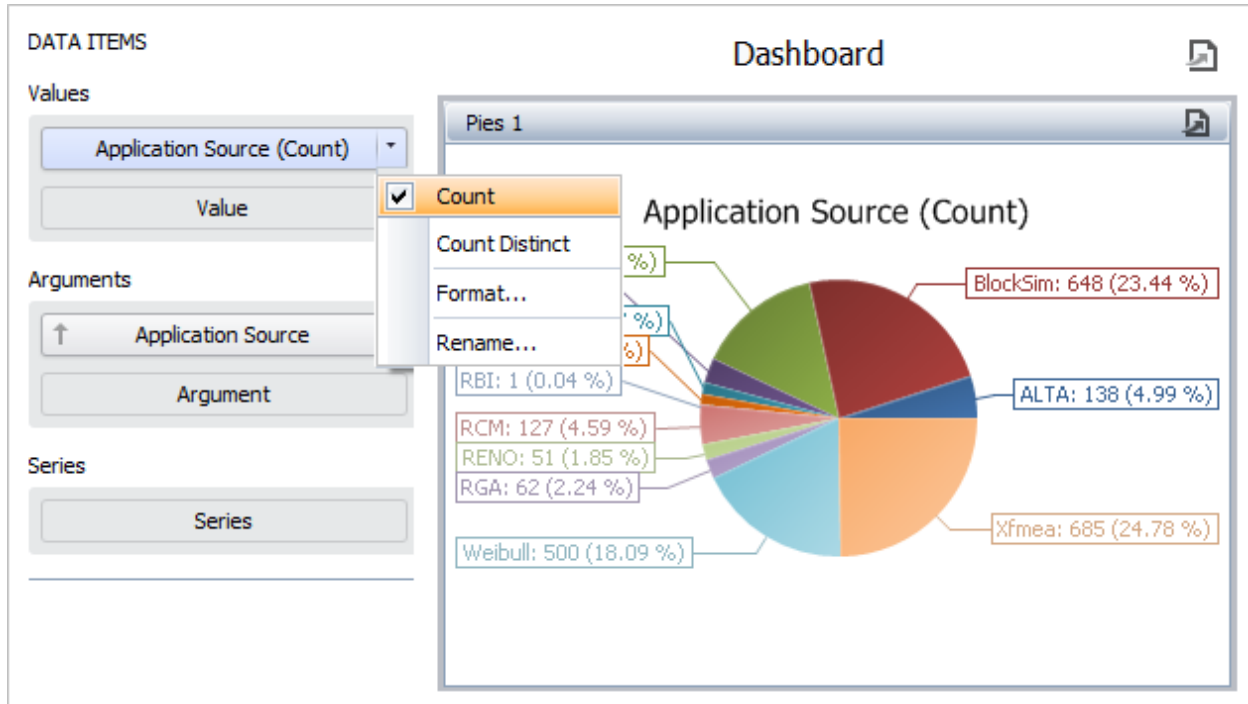 DATA ITEMS
Values
Application Source (Count)
Value
Arguments
Application Source
Argument
Series
Series
Count
Count Distinct
Format...
Rename...
Dashboard
Pies 1
Application Source (Count)
%)
BlockSim: 648 (23.44 %)
%)
%)
RBI: 1 (0.04 %)
ALTA: 138 (4.99 %)
RCM: 127 (4.59 %)
RENO: 51 (1.85 %)
RGA: 62 (2.24 %)
Xfmea: 685 (24.78 %)
Weibull: 500 (18.09 %)